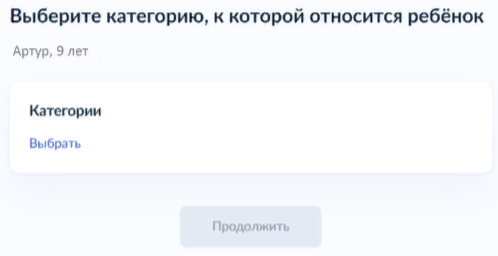 Выберите категорию, к которой относится ребёнок
Артур, 9 лет
Категории
Выбрать
Продолжить